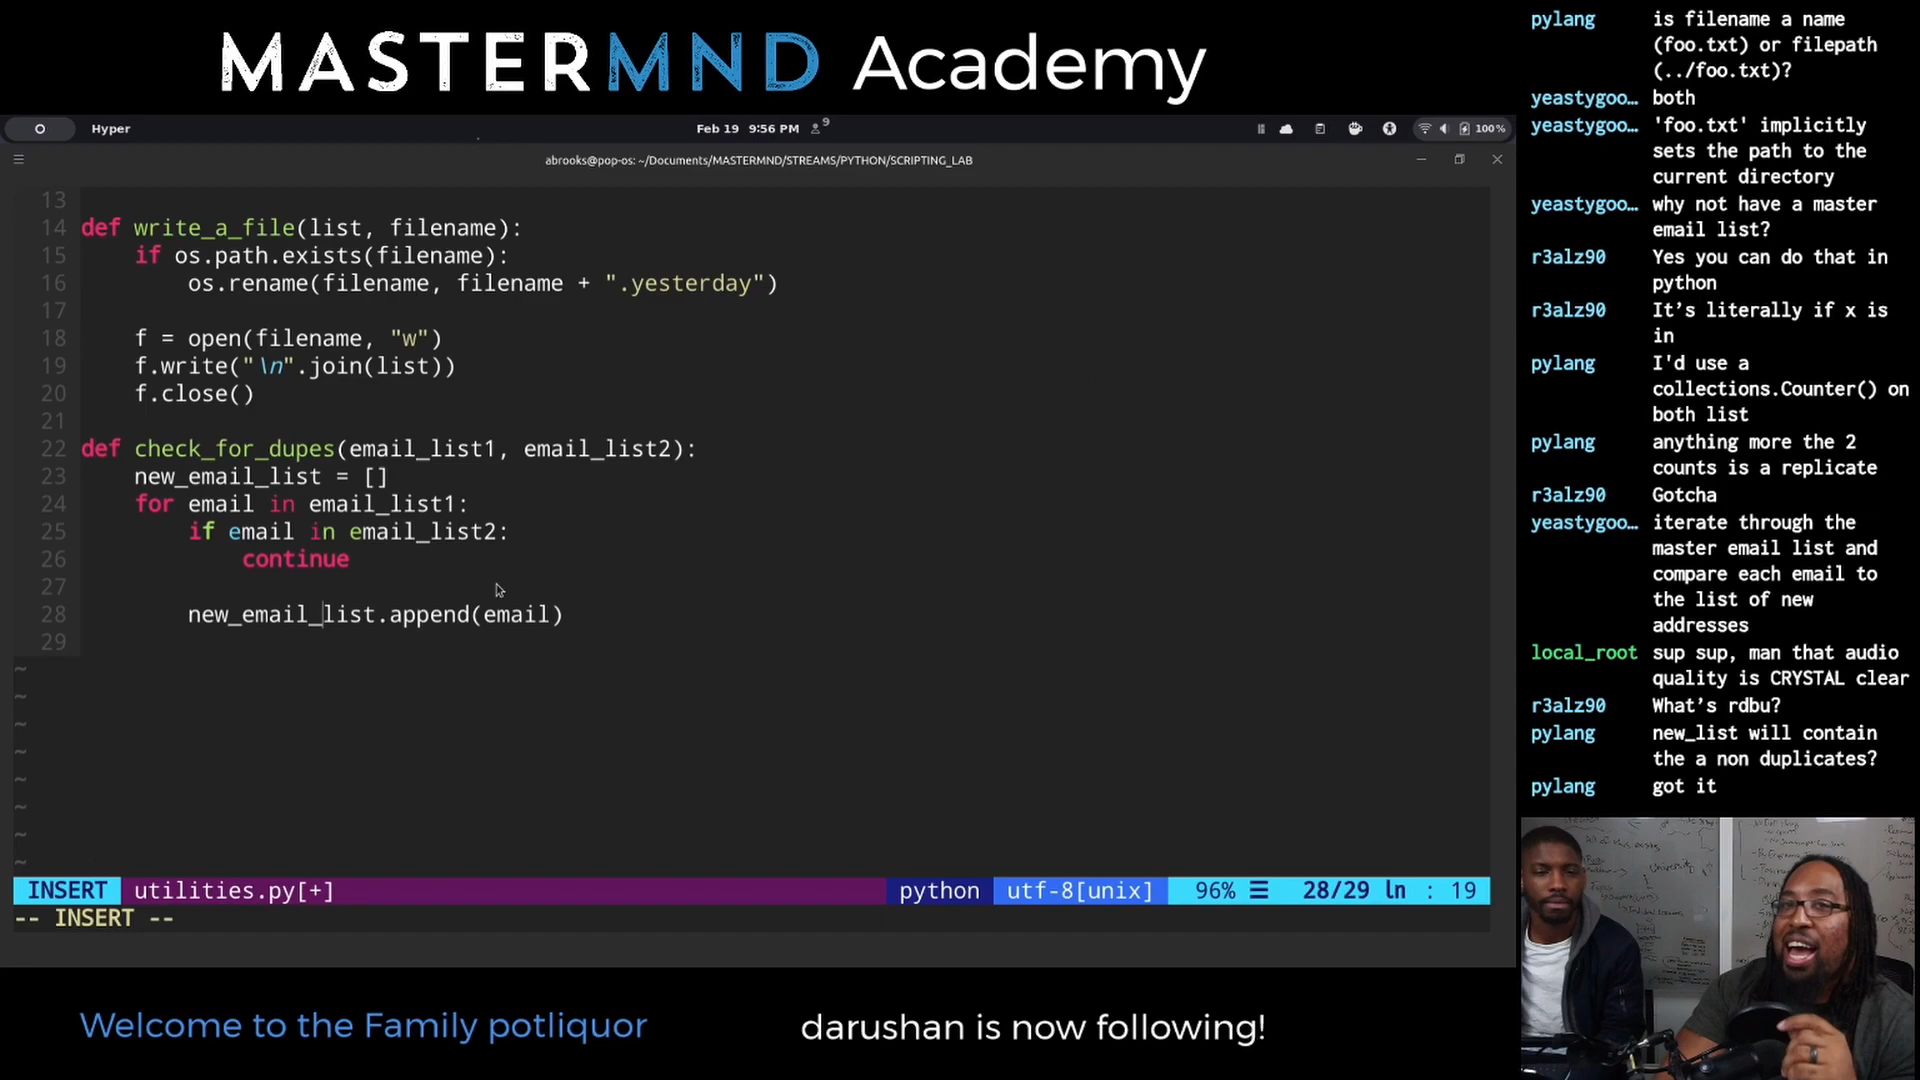 MASTERMND Academy
Hyper
Feb 19 9:56 PM
9
100%
abrooks@pop-os: ~/Documents/MASTERMND/STREAMS/PYTHON/SCRIPTING_LAB
13
14 def write_a_file(list, filename):
15 if os.path.exists(filename):
16 os.rename(filename, filename + ".yesterday")
17
18 f = open(filename, "w")
19 f.write("\n".join(list))
20 f.close()
21
22 def check_for_dupes(email_list1, email_list2):
23 new_email_list = []
24 for email in email_list1:
25 if email in email_list2:
26 continue
27
28 new_email_list.append(email)
29
~
~
~
~
~
~
~
~
INSERT utilities.py[+] python utf-8[unix] 96% ☰ 28/29 ln : 19
-- INSERT --
pylang is filename a name
(foo.txt) or filepath
(../foo.txt)?
yeastygoo… both
yeastygoo… 'foo.txt' implicitly
sets the path to the
current directory
yeastygoo… why not have a master
email list?
r3alz90 Yes you can do that in
python
r3alz90 It’s literally if x is
in
pylang I'd use a
collections.Counter() on
both list
pylang anything more the 2
counts is a replicate
r3alz90 Gotcha
yeastygoo… iterate through the
master email list and
compare each email to
the list of new
addresses
local_root sup sup, man that audio
quality is CRYSTAL clear
r3alz90 What’s rdbu?
pylang new_list will contain
the a non duplicates?
pylang got it
Welcome to the Family potliquor
darushan is now following!